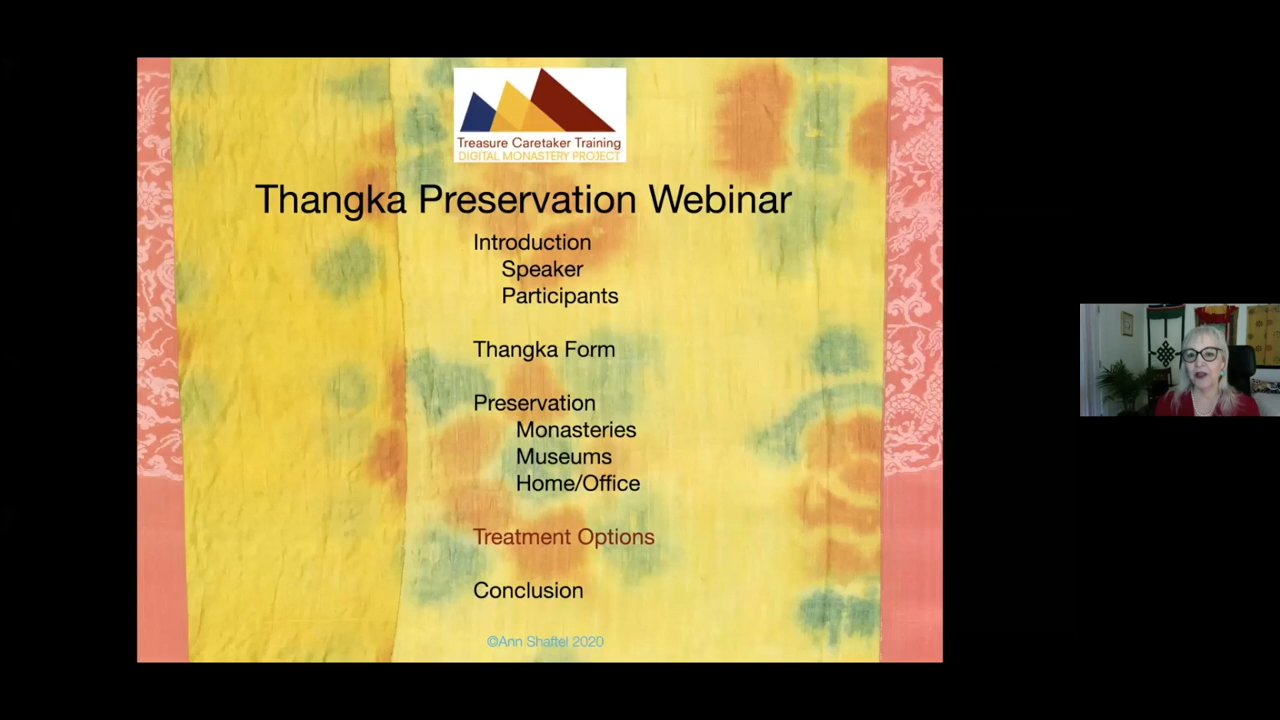 Treasure Caretaker Training
DIGITAL MONASTERY PROJECT
Thangka Preservation Webinar
Introduction
Speaker
Participants
Thangka Form
Preservation
Monasteries
Museums
Home/Office
Treatment Options
Conclusion
©Ann Shaftel 2020